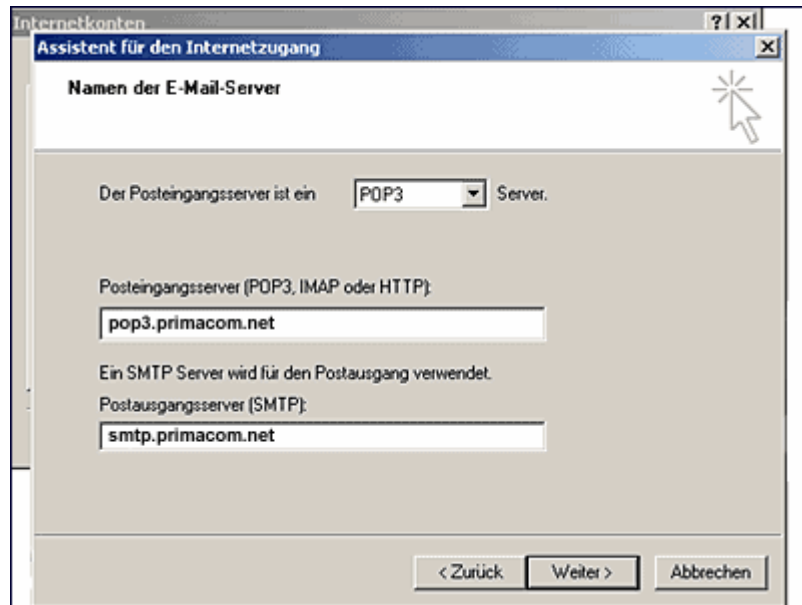 Internetkonten
Assistent für den Internetzugang
Namen der E-Mail-Server
Der Posteingangsserver ist ein POP3 Server.
Posteingangsserver (POP3, IMAP oder HTTP):
pop3.primacom.net
Ein SMTP Server wird für den Postausgang verwendet.
Postausgangsserver (SMTP):
smtp.primacom.net
< Zurück Weiter > Abbrechen